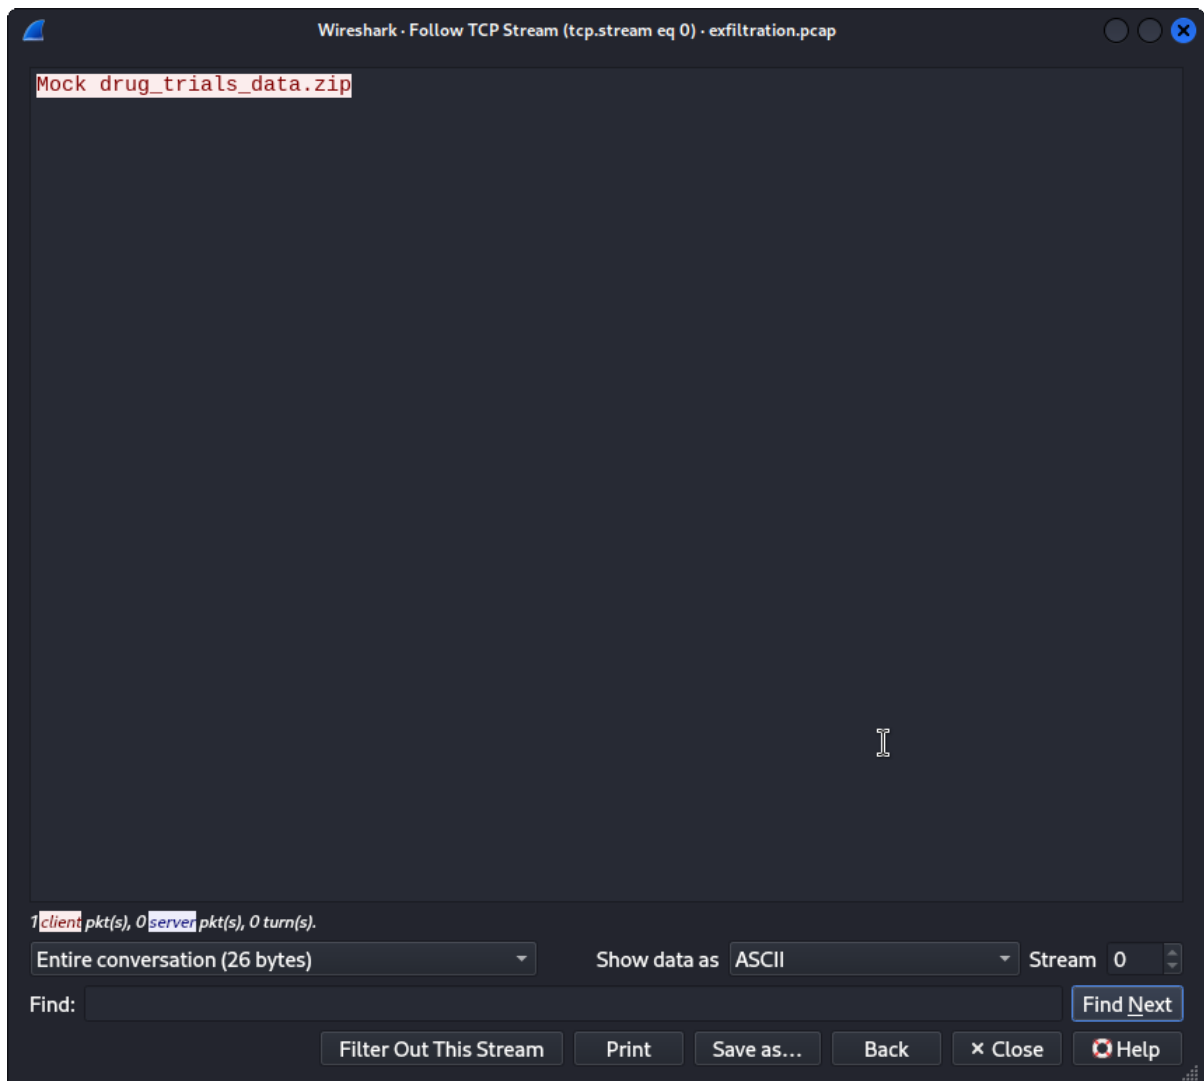 Wireshark · Follow TCP Stream (tcp.stream eq 0) · exfiltration.pcap
Mock drug_trials_data.zip
1 client pkt(s), 0 server pkt(s), 0 turn(s).
Entire conversation (26 bytes) Show data as ASCII Stream 0
Find: Find Next
Filter Out This Stream Print Save as... Back × Close Help